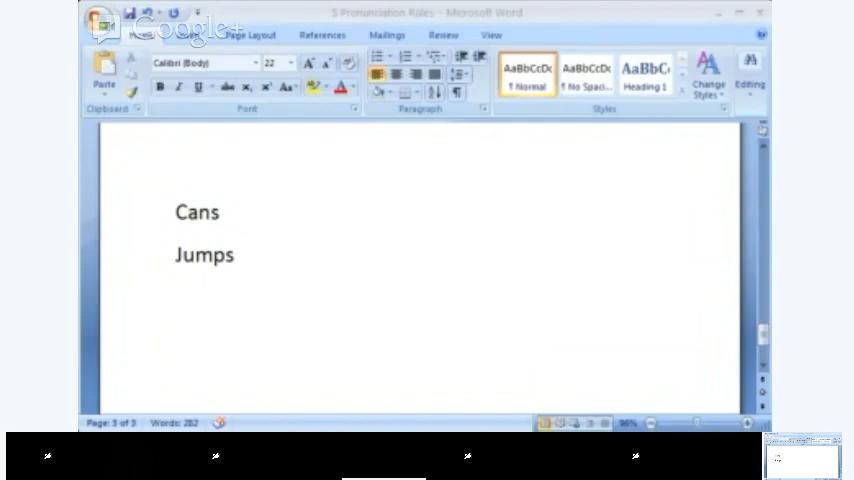 5 Pronunciation Rules - Microsoft Word
Google+
Page Layout References Mailings Review View
Paste
Clipboard
Calibri (Body) 22
Font
Paragraph
AaBbCcDc AaBbCcDc AaBbC
¶ Normal ¶ No Spaci... Heading 1
Change Styles
Editing
Styles
Cans
Jumps
Page: 3 of 3 Words: 282
96%